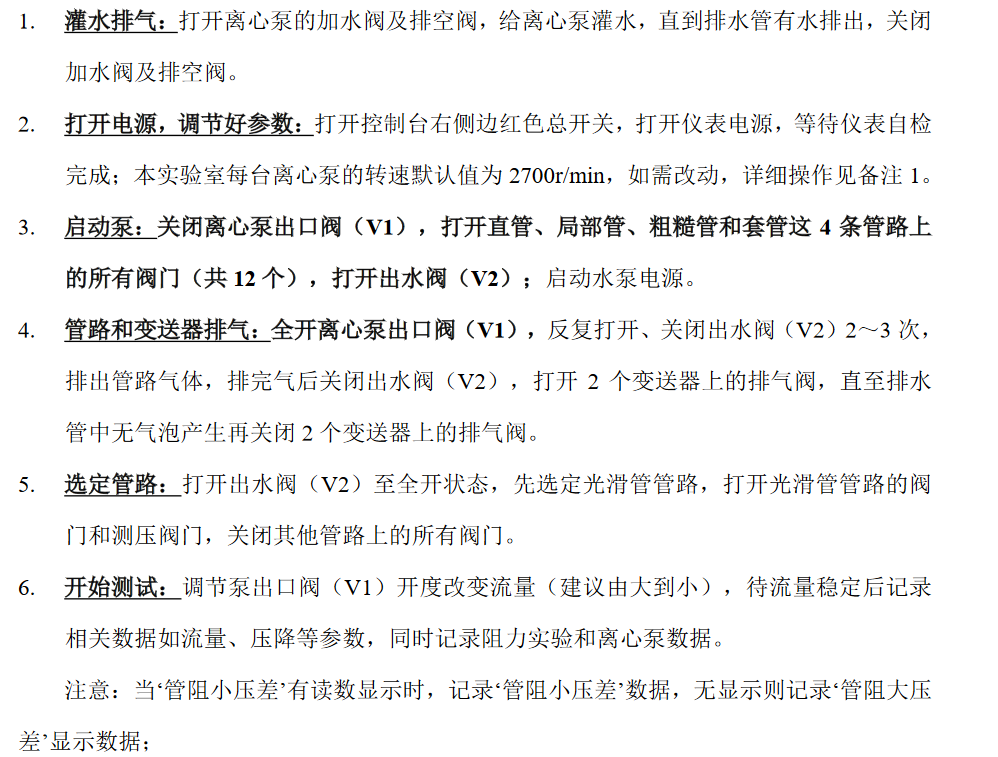 1. 灌水排气：打开离心泵的加水阀及排空阀，给离心泵灌水，直到排水管有水排出，关闭
加水阀及排空阀。
2. 打开电源，调节好参数：打开控制台右侧边红色总开关，打开仪表电源，等待仪表自检
完成；本实验室每台离心泵的转速默认值为 2700r/min，如需改动，详细操作见备注 1。
3. 启动泵：关闭离心泵出口阀（V1），打开直管、局部管、粗糙管和套管这 4 条管路上
的所有阀门（共 12 个），打开出水阀（V2）；启动水泵电源。
4. 管路和变送器排气：全开离心泵出口阀（V1），反复打开、关闭出水阀（V2）2～3 次，
排出管路气体，排完气后关闭出水阀（V2），打开 2 个变送器上的排气阀，直至排水
管中无气泡产生再关闭 2 个变送器上的排气阀。
5. 选定管路：打开出水阀（V2）至全开状态，先选定光滑管管路，打开光滑管管路的阀
门和测压阀门，关闭其他管路上的所有阀门。
6. 开始测试：调节泵出口阀（V1）开度改变流量（建议由大到小），待流量稳定后记录
相关数据如流量、压降等参数，同时记录阻力实验和离心泵数据。
注意：当‘管阻小压差’有读数显示时，记录‘管阻小压差’数据，无显示则记录‘管阻大压
差’显示数据；